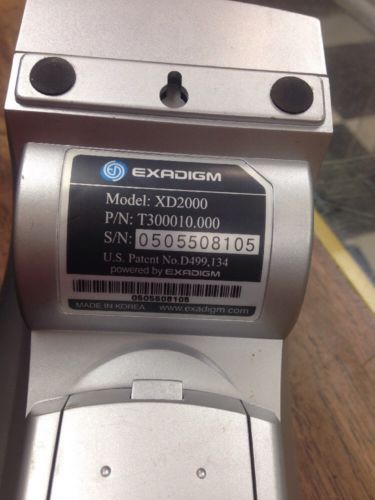 EXADIGM
Model: XD2000
P/N: T300010.000
S/N: 0505508105
U.S. Patent No.D499,134
powered by EXADIGM
0505508105
MADE IN KOREA www.exadigm.com